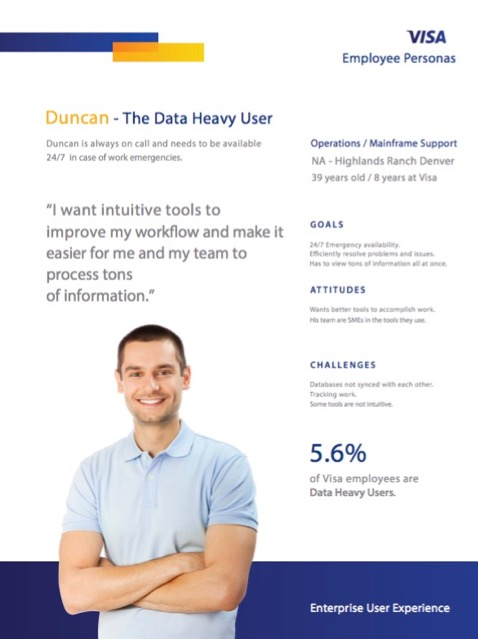 VISA
Employee Personas
Duncan - The Data Heavy User
Duncan is always on call and needs to be available
24/7 in case of work emergencies.
“I want intuitive tools to
improve my workflow and make it
easier for me and my team to
process tons
of information.”
Operations / Mainframe Support
NA - Highlands Ranch Denver
39 years old / 8 years at Visa
GOALS
24/7 Emergency availability.
Efficiently resolve problems and issues.
Has to view tons of information all at once.
ATTITUDES
Wants better tools to accomplish work.
His team are SMEs in the tools they use.
CHALLENGES
Databases not synced with each other.
Tracking work.
Some tools are not intuitive.
5.6%
of Visa employees are
Data Heavy Users.
Enterprise User Experience